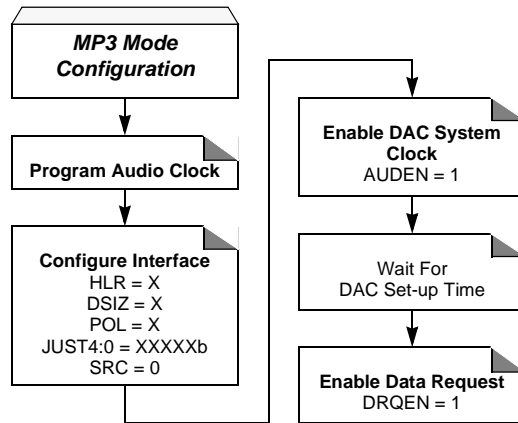 MP3 Mode
Configuration
Program Audio Clock
Configure Interface
HLR = X
DSIZ = X
POL = X
JUST4:0 = XXXXXb
SRC = 0
Enable DAC System
Clock
AUDEN = 1
Wait For
DAC Set-up Time
Enable Data Request
DRQEN = 1